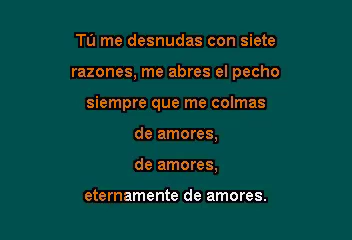 Tú me desnudas con siete
razones, me abres el pecho
siempre que me colmas
de amores,
de amores,
eternamente de amores.